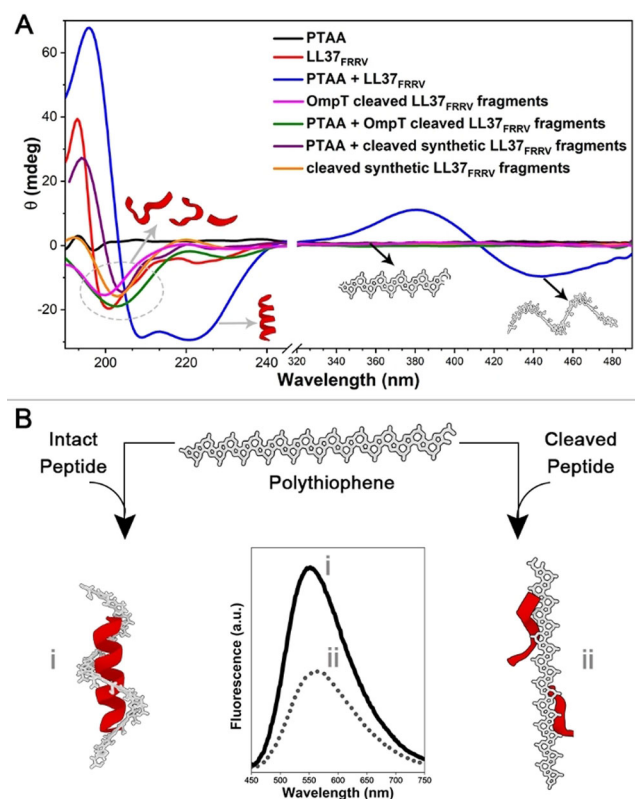 A
θ (mdeg)
60
40
20
0
-20
PTAA
LL37FRRV
PTAA + LL37FRRV
OmpT cleaved LL37FRRV fragments
PTAA + OmpT cleaved LL37FRRV fragments
PTAA + cleaved synthetic LL37FRRV fragments
cleaved synthetic LL37FRRV fragments
200 220 240 320 340 360 380 400 420 440 460 480
Wavelength (nm)
B
Intact
Peptide
Polythiophene
Cleaved
Peptide
i
Fluorescence (a.u.)
i
ii
450 500 550 600 650 700 750
Wavelength (nm)
ii